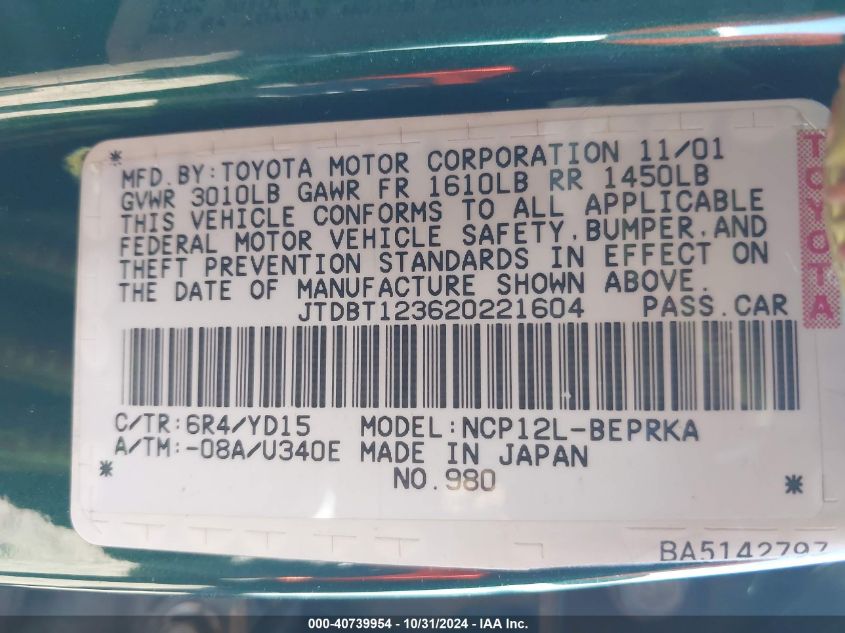 MFD.BY:TOYOTA MOTOR CORPORATION 11/01
GVWR 3010LB GAWR FR 1610LB RR 1450LB
THIS VEHICLE CONFORMS TO ALL APPLICABLE
FEDERAL MOTOR VEHICLE SAFETY,BUMPER,AND
THEFT PREVENTION STANDARDS IN EFFECT ON
THE DATE OF MANUFACTURE SHOWN ABOVE.
JTDBT123620221604 PASS.CAR
C/TR:6R4/YD15 MODEL:NCP12L-BEPRKA
A/TM:-08A/U340E MADE IN JAPAN
NO.980
TOYOTA
BA5142797
000-40739954 - 10/31/2024 - IAA Inc.